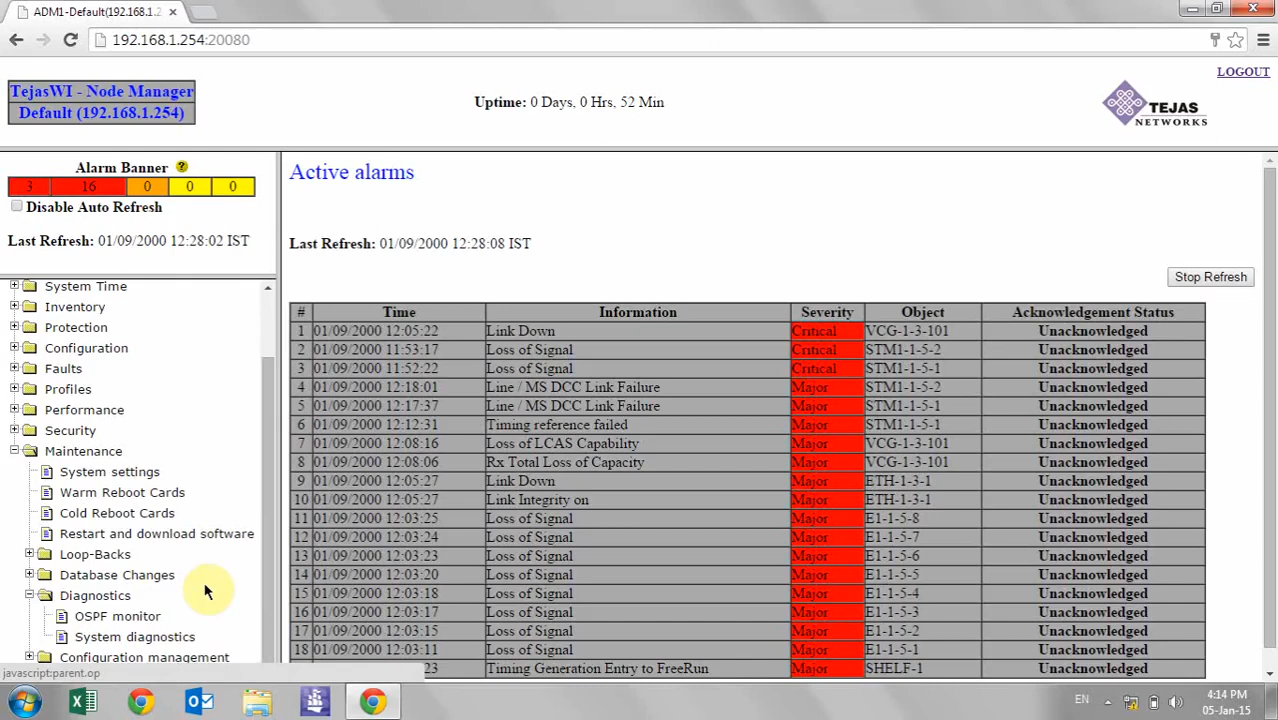 ADM1-Default(192.168.1.2
192.168.1.254:20080
LOGOUT
TejasWI - Node Manager
Default (192.168.1.254)
Uptime: 0 Days, 0 Hrs, 52 Min
TEJAS
NETWORKS
Alarm Banner ?
3 16 0 0 0
Disable Auto Refresh
Last Refresh: 01/09/2000 12:28:02 IST
System Time
Inventory
Protection
Configuration
Faults
Profiles
Performance
Security
Maintenance
System settings
Warm Reboot Cards
Cold Reboot Cards
Restart and download software
Loop-Backs
Database Changes
Diagnostics
OSPF monitor
System diagnostics
Configuration management
javascript:parent.op
Active alarms
Last Refresh: 01/09/2000 12:28:08 IST
Stop Refresh
# Time Information Severity Object Acknowledgement Status
1 01/09/2000 12:05:22 Link Down Critical VCG-1-3-101 Unacknowledged
2 01/09/2000 11:53:17 Loss of Signal Critical STM1-1-5-2 Unacknowledged
3 01/09/2000 11:52:22 Loss of Signal Critical STM1-1-5-1 Unacknowledged
4 01/09/2000 12:18:01 Line / MS DCC Link Failure Major STM1-1-5-2 Unacknowledged
5 01/09/2000 12:17:37 Line / MS DCC Link Failure Major STM1-1-5-1 Unacknowledged
6 01/09/2000 12:12:31 Timing reference failed Major STM1-1-5-1 Unacknowledged
7 01/09/2000 12:08:16 Loss of LCAS Capability Major VCG-1-3-101 Unacknowledged
8 01/09/2000 12:08:06 Rx Total Loss of Capacity Major VCG-1-3-101 Unacknowledged
9 01/09/2000 12:05:27 Link Down Major ETH-1-3-1 Unacknowledged
10 01/09/2000 12:05:27 Link Integrity on Major ETH-1-3-1 Unacknowledged
11 01/09/2000 12:03:25 Loss of Signal Major E1-1-5-8 Unacknowledged
12 01/09/2000 12:03:24 Loss of Signal Major E1-1-5-7 Unacknowledged
13 01/09/2000 12:03:23 Loss of Signal Major E1-1-5-6 Unacknowledged
14 01/09/2000 12:03:20 Loss of Signal Major E1-1-5-5 Unacknowledged
15 01/09/2000 12:03:18 Loss of Signal Major E1-1-5-4 Unacknowledged
16 01/09/2000 12:03:17 Loss of Signal Major E1-1-5-3 Unacknowledged
17 01/09/2000 12:03:15 Loss of Signal Major E1-1-5-2 Unacknowledged
18 01/09/2000 12:03:11 Loss of Signal Major E1-1-5-1 Unacknowledged
23 Timing Generation Entry to FreeRun Major SHELF-1 Unacknowledged
EN
4:14 PM
05-Jan-15